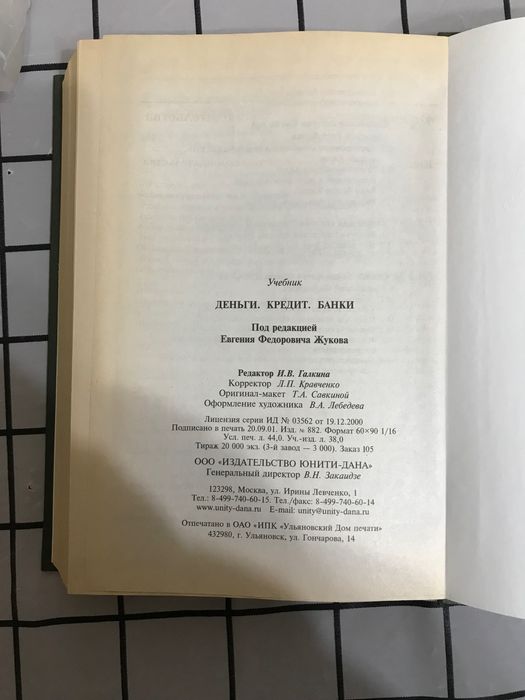 Учебник
ДЕНЬГИ. КРЕДИТ. БАНКИ
Под редакцией
Евгения Федоровича Жукова
Редактор И.В. Галкина
Корректор Л.П. Кравченко
Оригинал-макет Т.А. Савкиной
Оформление художника В.А. Лебедева
Лицензия серии ИД № 03562 от 19.12.2000
Подписано в печать 20.09.01. Изд. № 882. Формат 60×90 1/16
Усл. печ. л. 44,0. Уч.-изд. л. 38,0
Тираж 20 000 экз. (3-й завод — 3 000). Заказ 105
ООО «ИЗДАТЕЛЬСТВО ЮНИТИ-ДАНА»
Генеральный директор В.Н. Закаидзе
123298, Москва, ул. Ирины Левченко, 1
Тел.: 8-499-740-60-15. Тел./факс: 8-499-740-60-14
www.unity-dana.ru E-mail: unity@unity-dana.ru
Отпечатано в ОАО «ИПК «Ульяновский Дом печати»
432980, г. Ульяновск, ул. Гончарова, 14